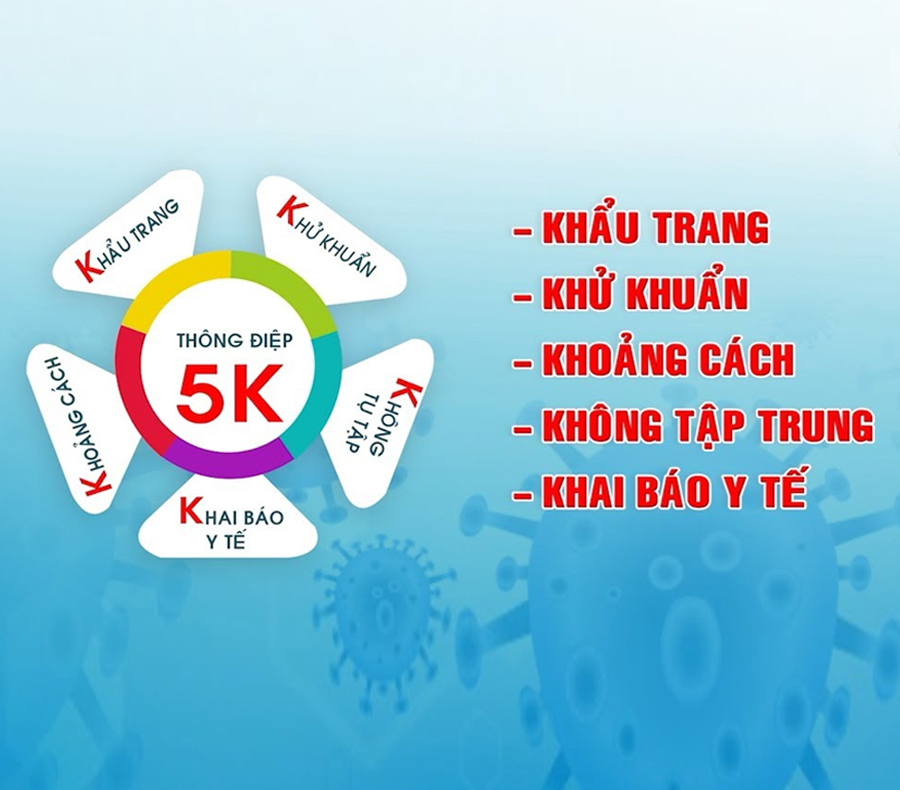 KHẨU TRANG
KHỬ KHUẨN
THÔNG ĐIỆP
5K
KHOẢNG CÁCH
KHÔNG
TỤ TẬP
KHAI BÁO
Y TẾ
– KHẨU TRANG
– KHỬ KHUẨN
– KHOẢNG CÁCH
– KHÔNG TẬP TRUNG
– KHAI BÁO Y TẾ